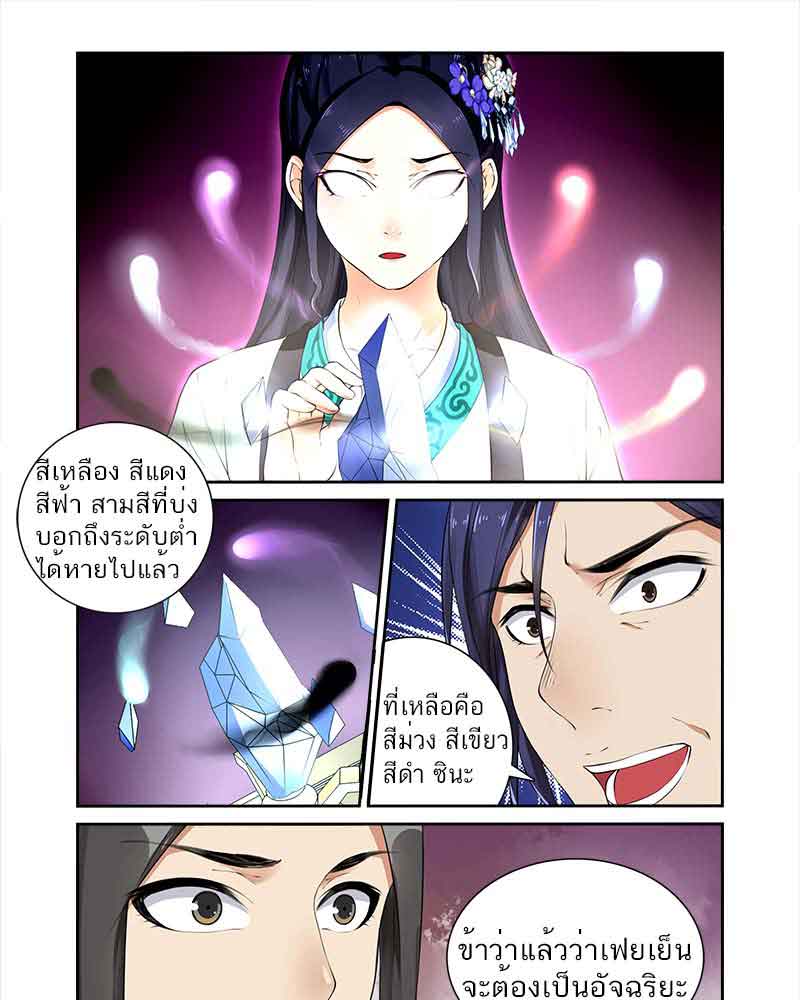 สีเหลือง สีแดง
สีฟ้า สามสีที่บ่ง
บอกถึงระดับต่ำ
ได้หายไปแล้ว
ที่เหลือคือ
สีม่วง สีเขียว
สีดำ ซินะ
ข้าว่าแล้วว่าเฟยเย็น
จะต้องเป็นอัจฉริยะ